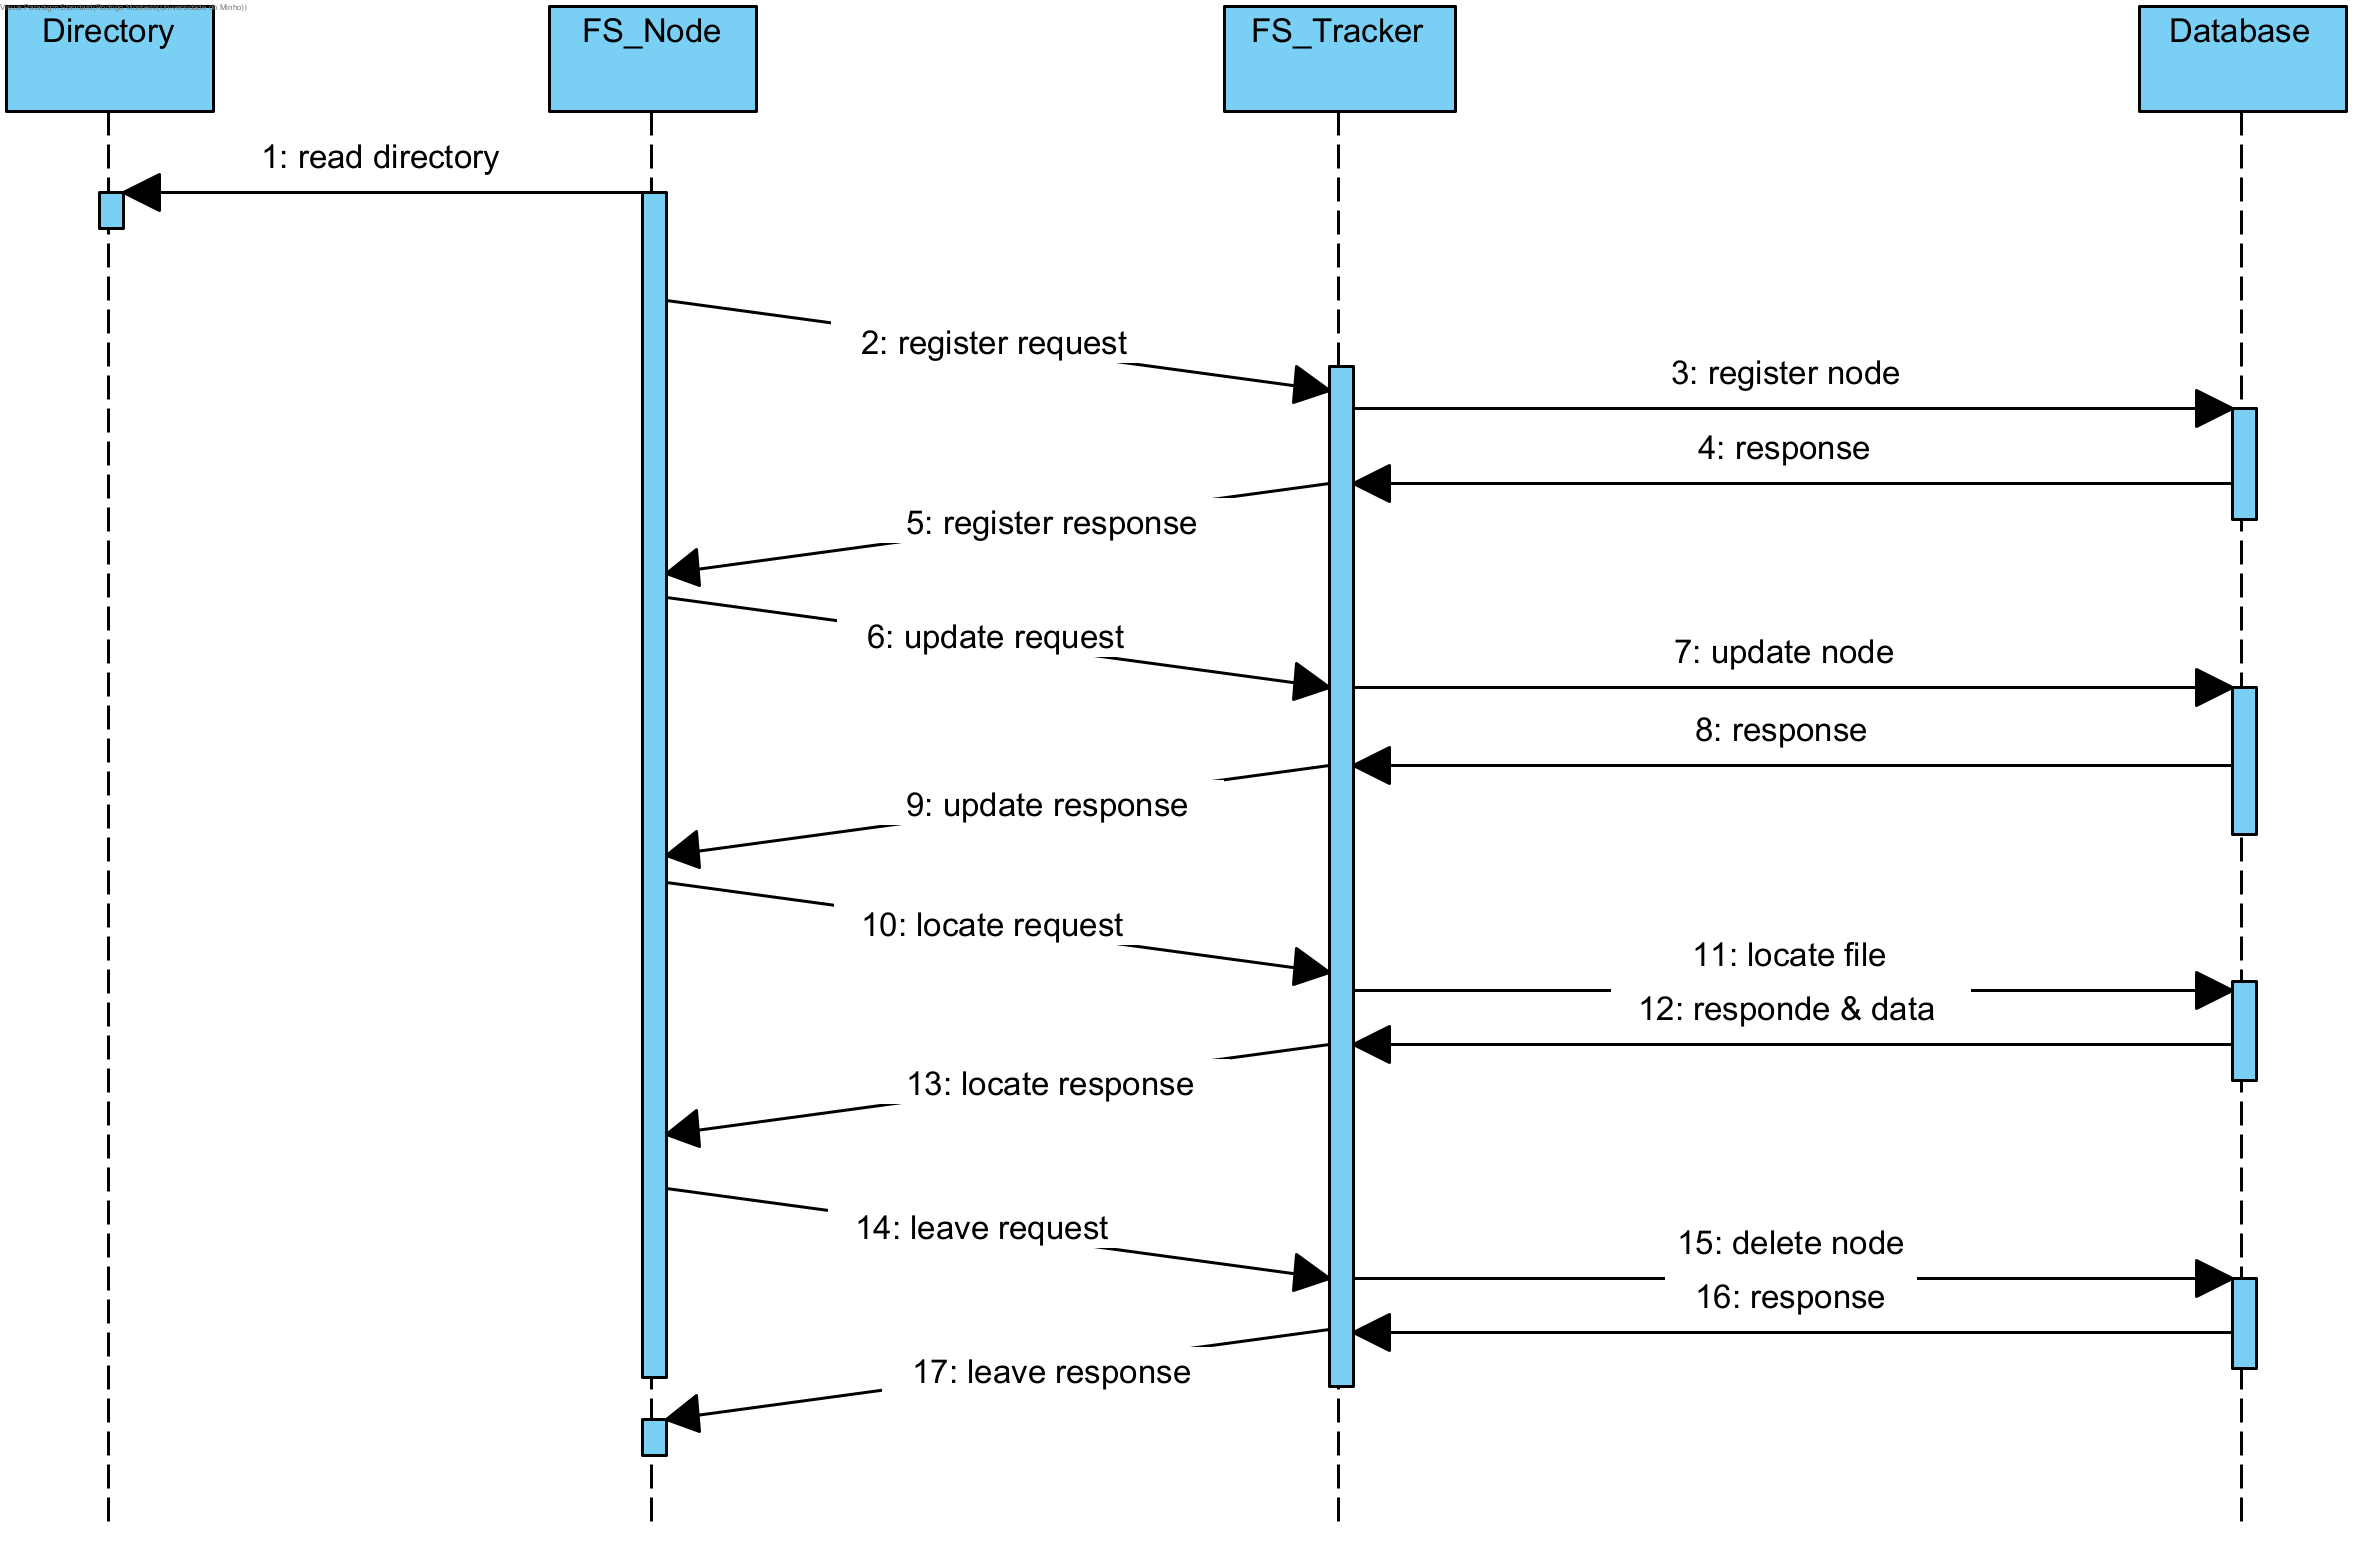 Directory
FS_Node
FS_Tracker
Database
1: read directory
2: register request
3: register node
4: response
5: register response
6: update request
7: update node
8: response
9: update response
10: locate request
11: locate file
12: responde & data
13: locate response
14: leave request
15: delete node
16: response
17: leave response